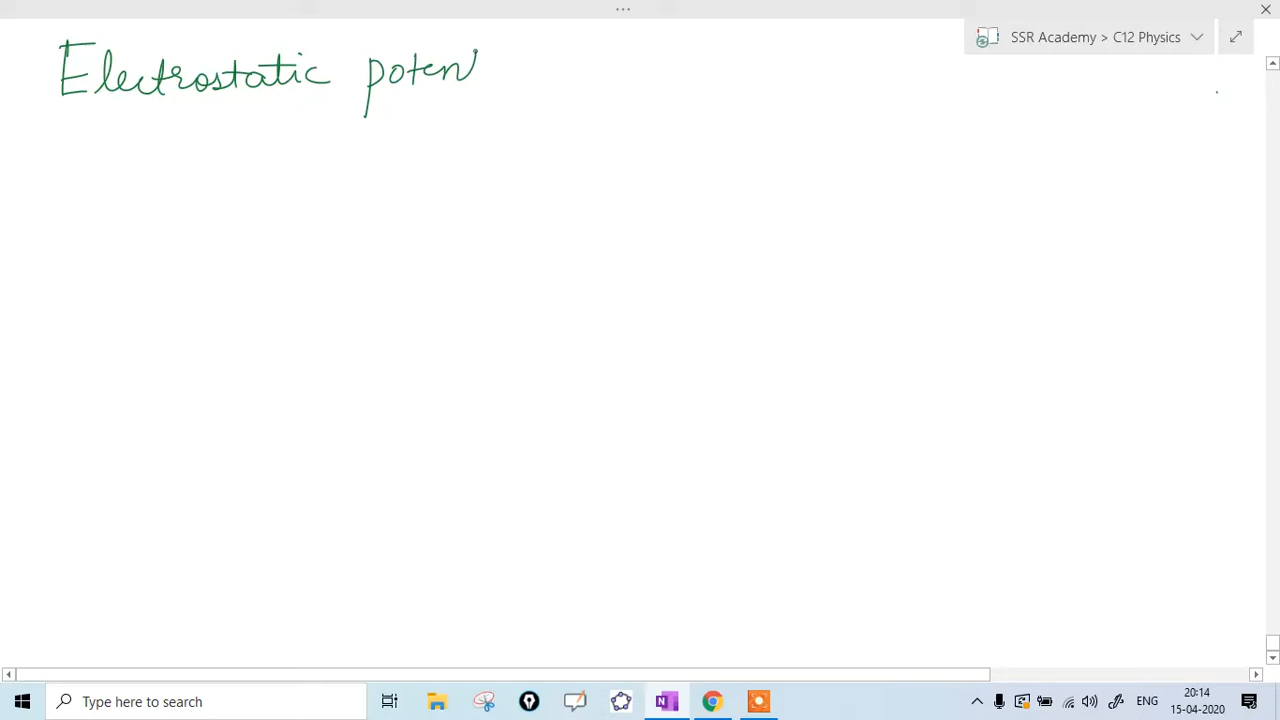 SSR Academy > C12 Physics
Electrostatic poten
Type here to search
ENG
20:14
15-04-2020